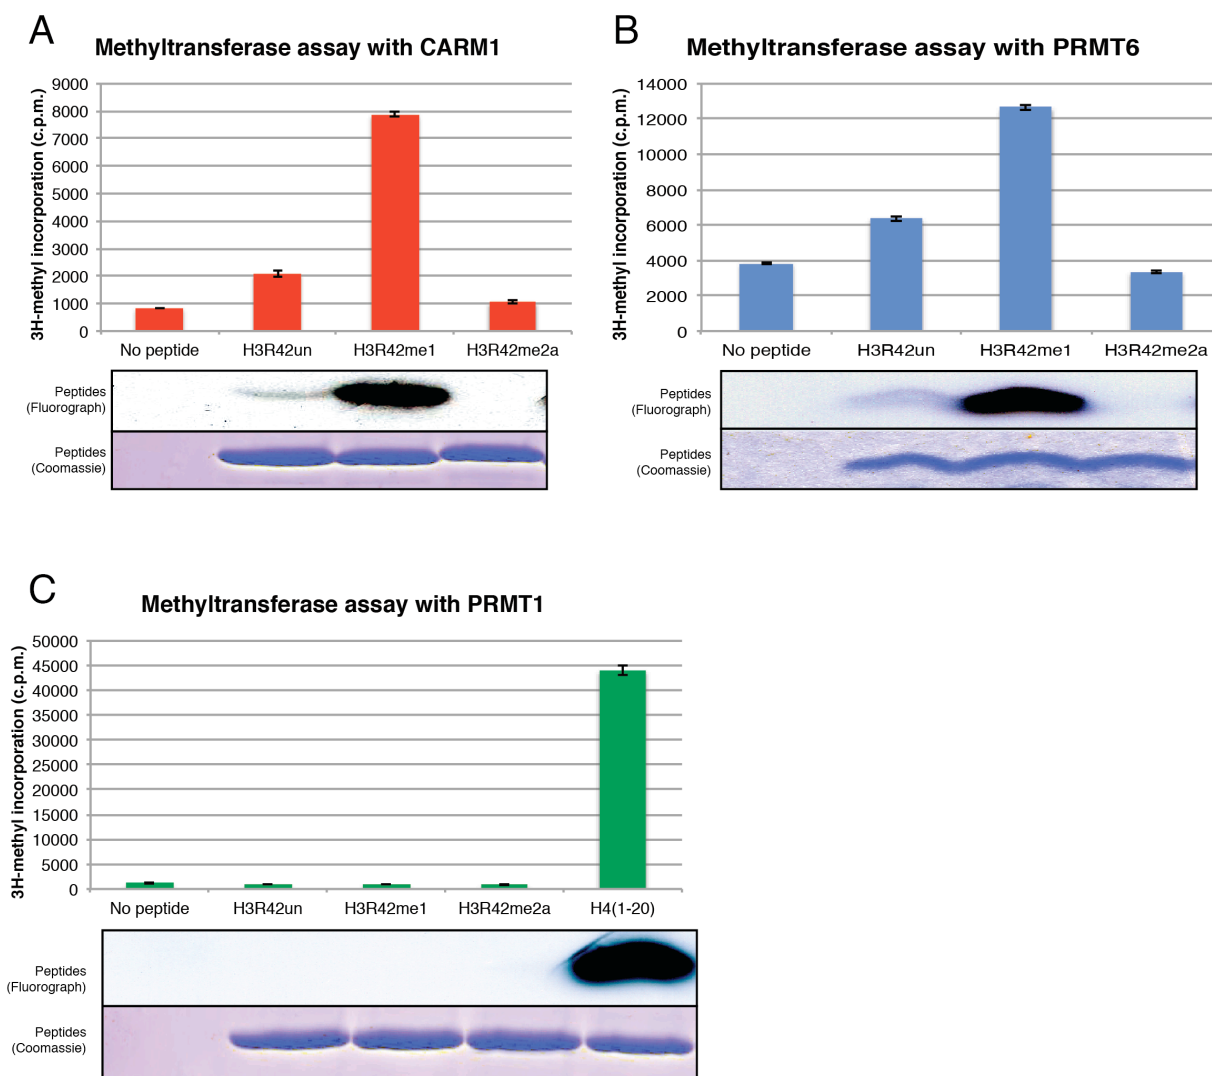 A
Methyltransferase assay with CARM1
3H-methyl incorporation (c.p.m.)
9000
8000
7000
6000
5000
4000
3000
2000
1000
0
No peptide H3R42un H3R42me1 H3R42me2a
Peptides
(Fluorograph)
Peptides
(Coomassie)
B
Methyltransferase assay with PRMT6
3H-methyl incorporation (c.p.m.)
14000
12000
10000
8000
6000
4000
2000
0
No peptide H3R42un H3R42me1 H3R42me2a
Peptides
(Fluorograph)
Peptides
(Coomassie)
C
Methyltransferase assay with PRMT1
3H-methyl incorporation (c.p.m.)
50000
45000
40000
35000
30000
25000
20000
15000
10000
5000
0
No peptide H3R42un H3R42me1 H3R42me2a H4(1-20)
Peptides
(Fluorograph)
Peptides
(Coomassie)